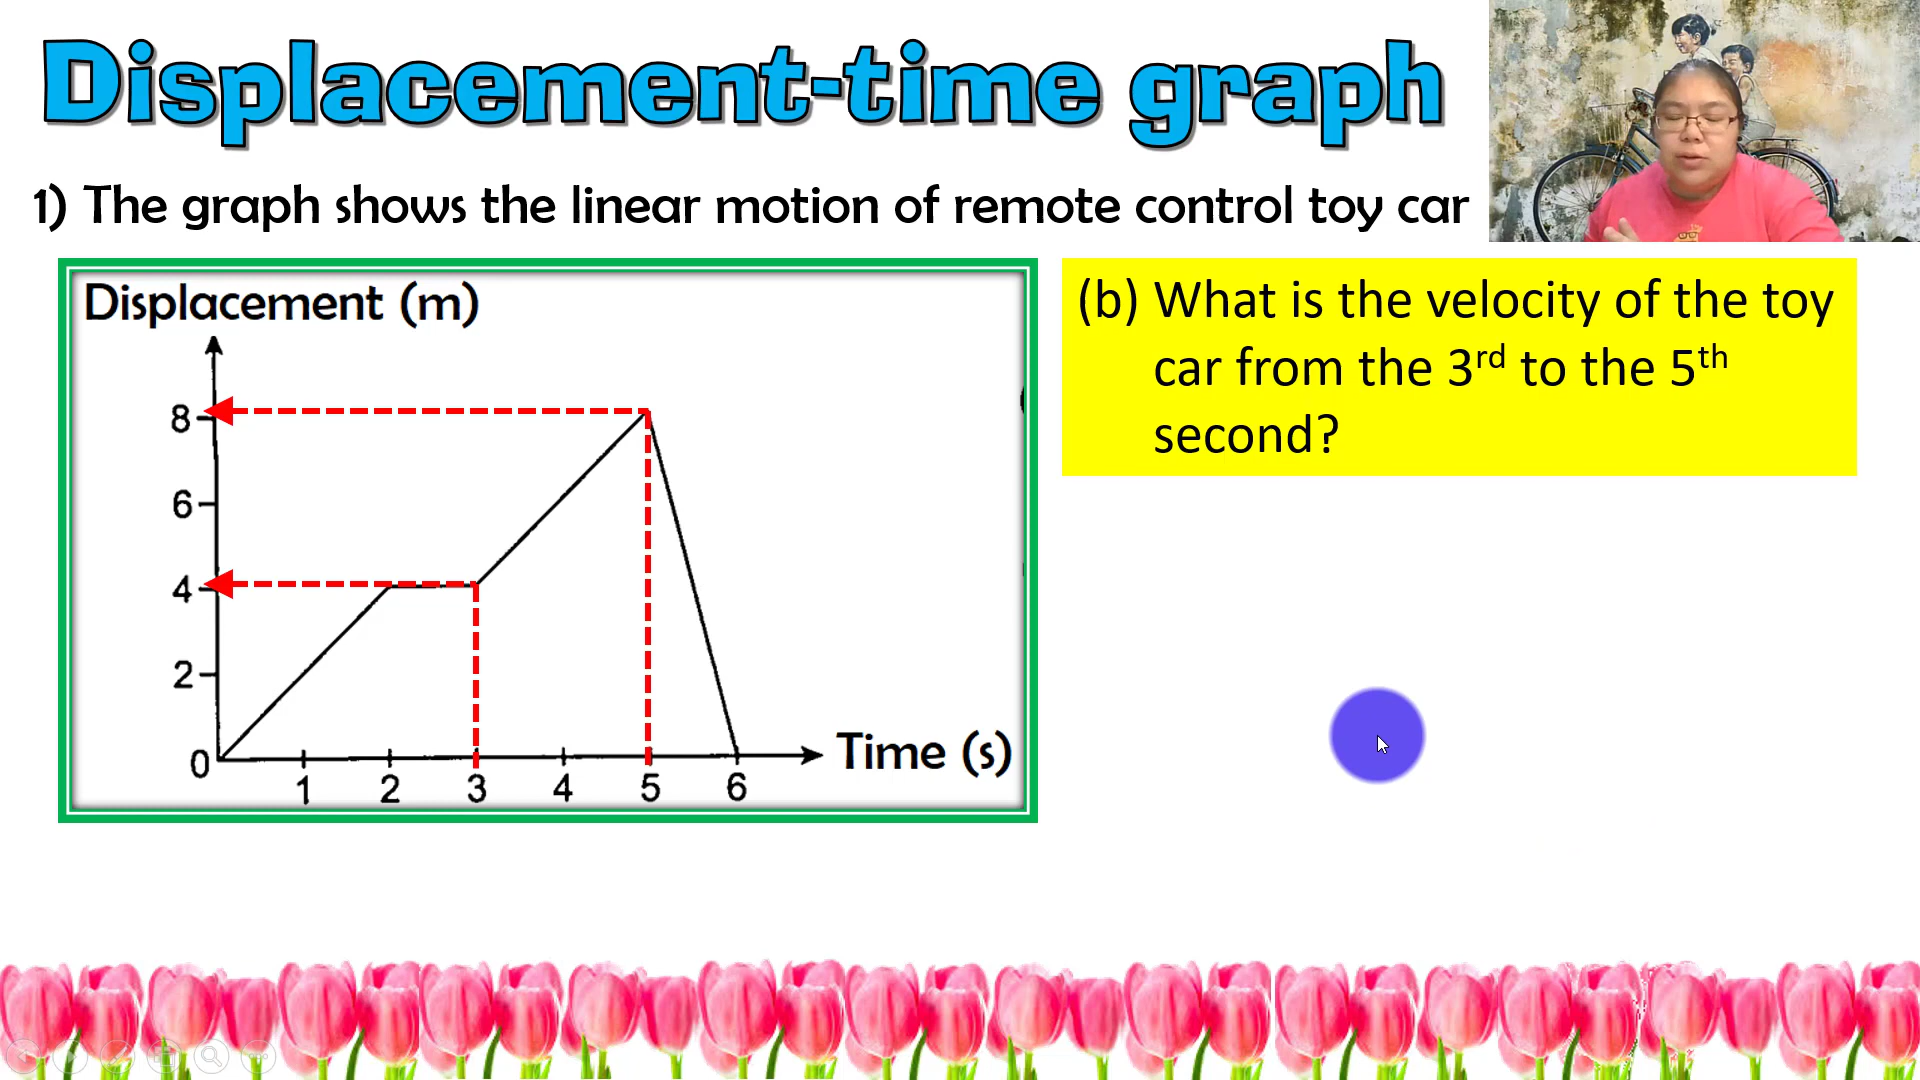 Displacement-time graph
1) The graph shows the linear motion of remote control toy car
Displacement (m)
8
6
4
2
0
1 2 3 4 5 6
Time (s)
(b) What is the velocity of the toy
car from the 3rd to the 5th
second?